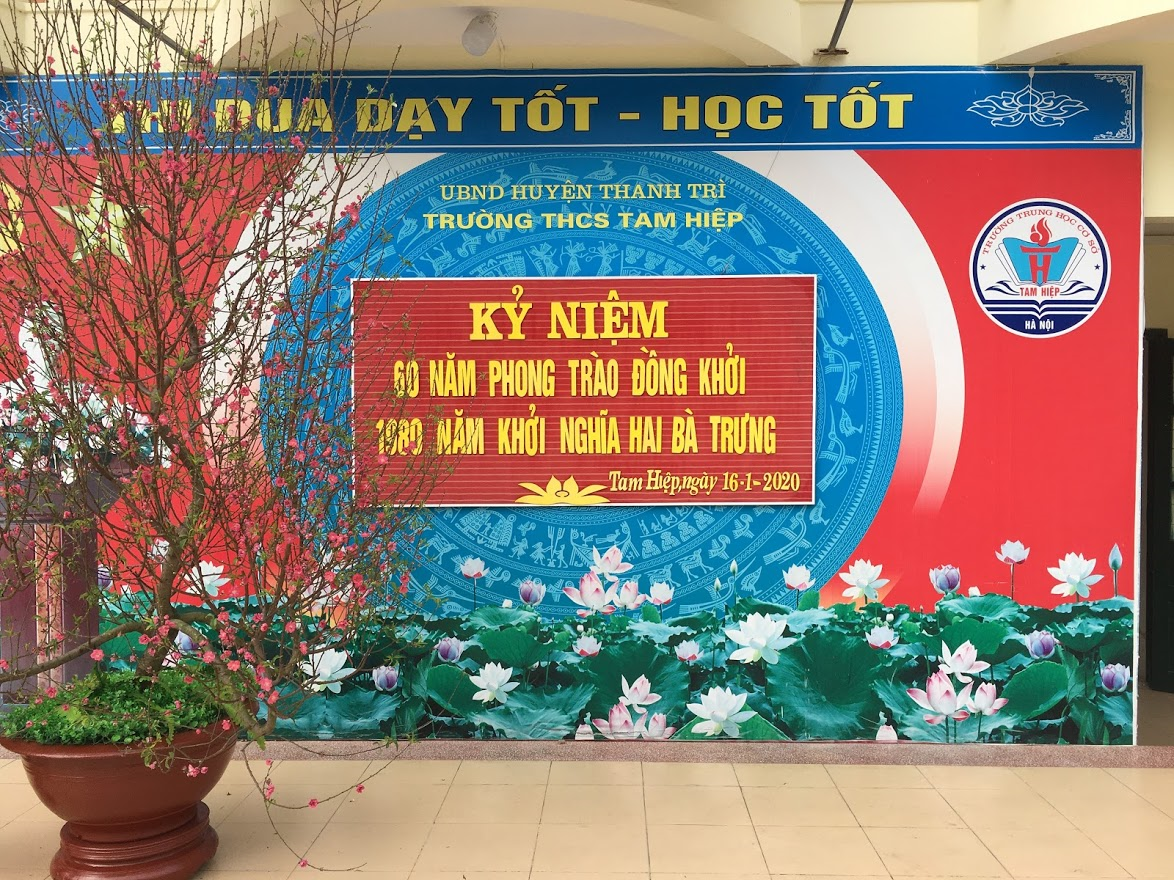 THI ĐUA DẠY TỐT - HỌC TỐT
UBND HUYỆN THANH TRÌ
TRƯỜNG THCS TAM HIỆP
KỶ NIỆM
60 NĂM PHONG TRÀO ĐỒNG KHỞI
1980 NĂM KHỞI NGHĨA HAI BÀ TRƯNG
Tam Hiệp, ngày 16-1-2020
TRƯỜNG TRUNG HỌC CƠ SỞ
TAM HIỆP
HÀ NỘI